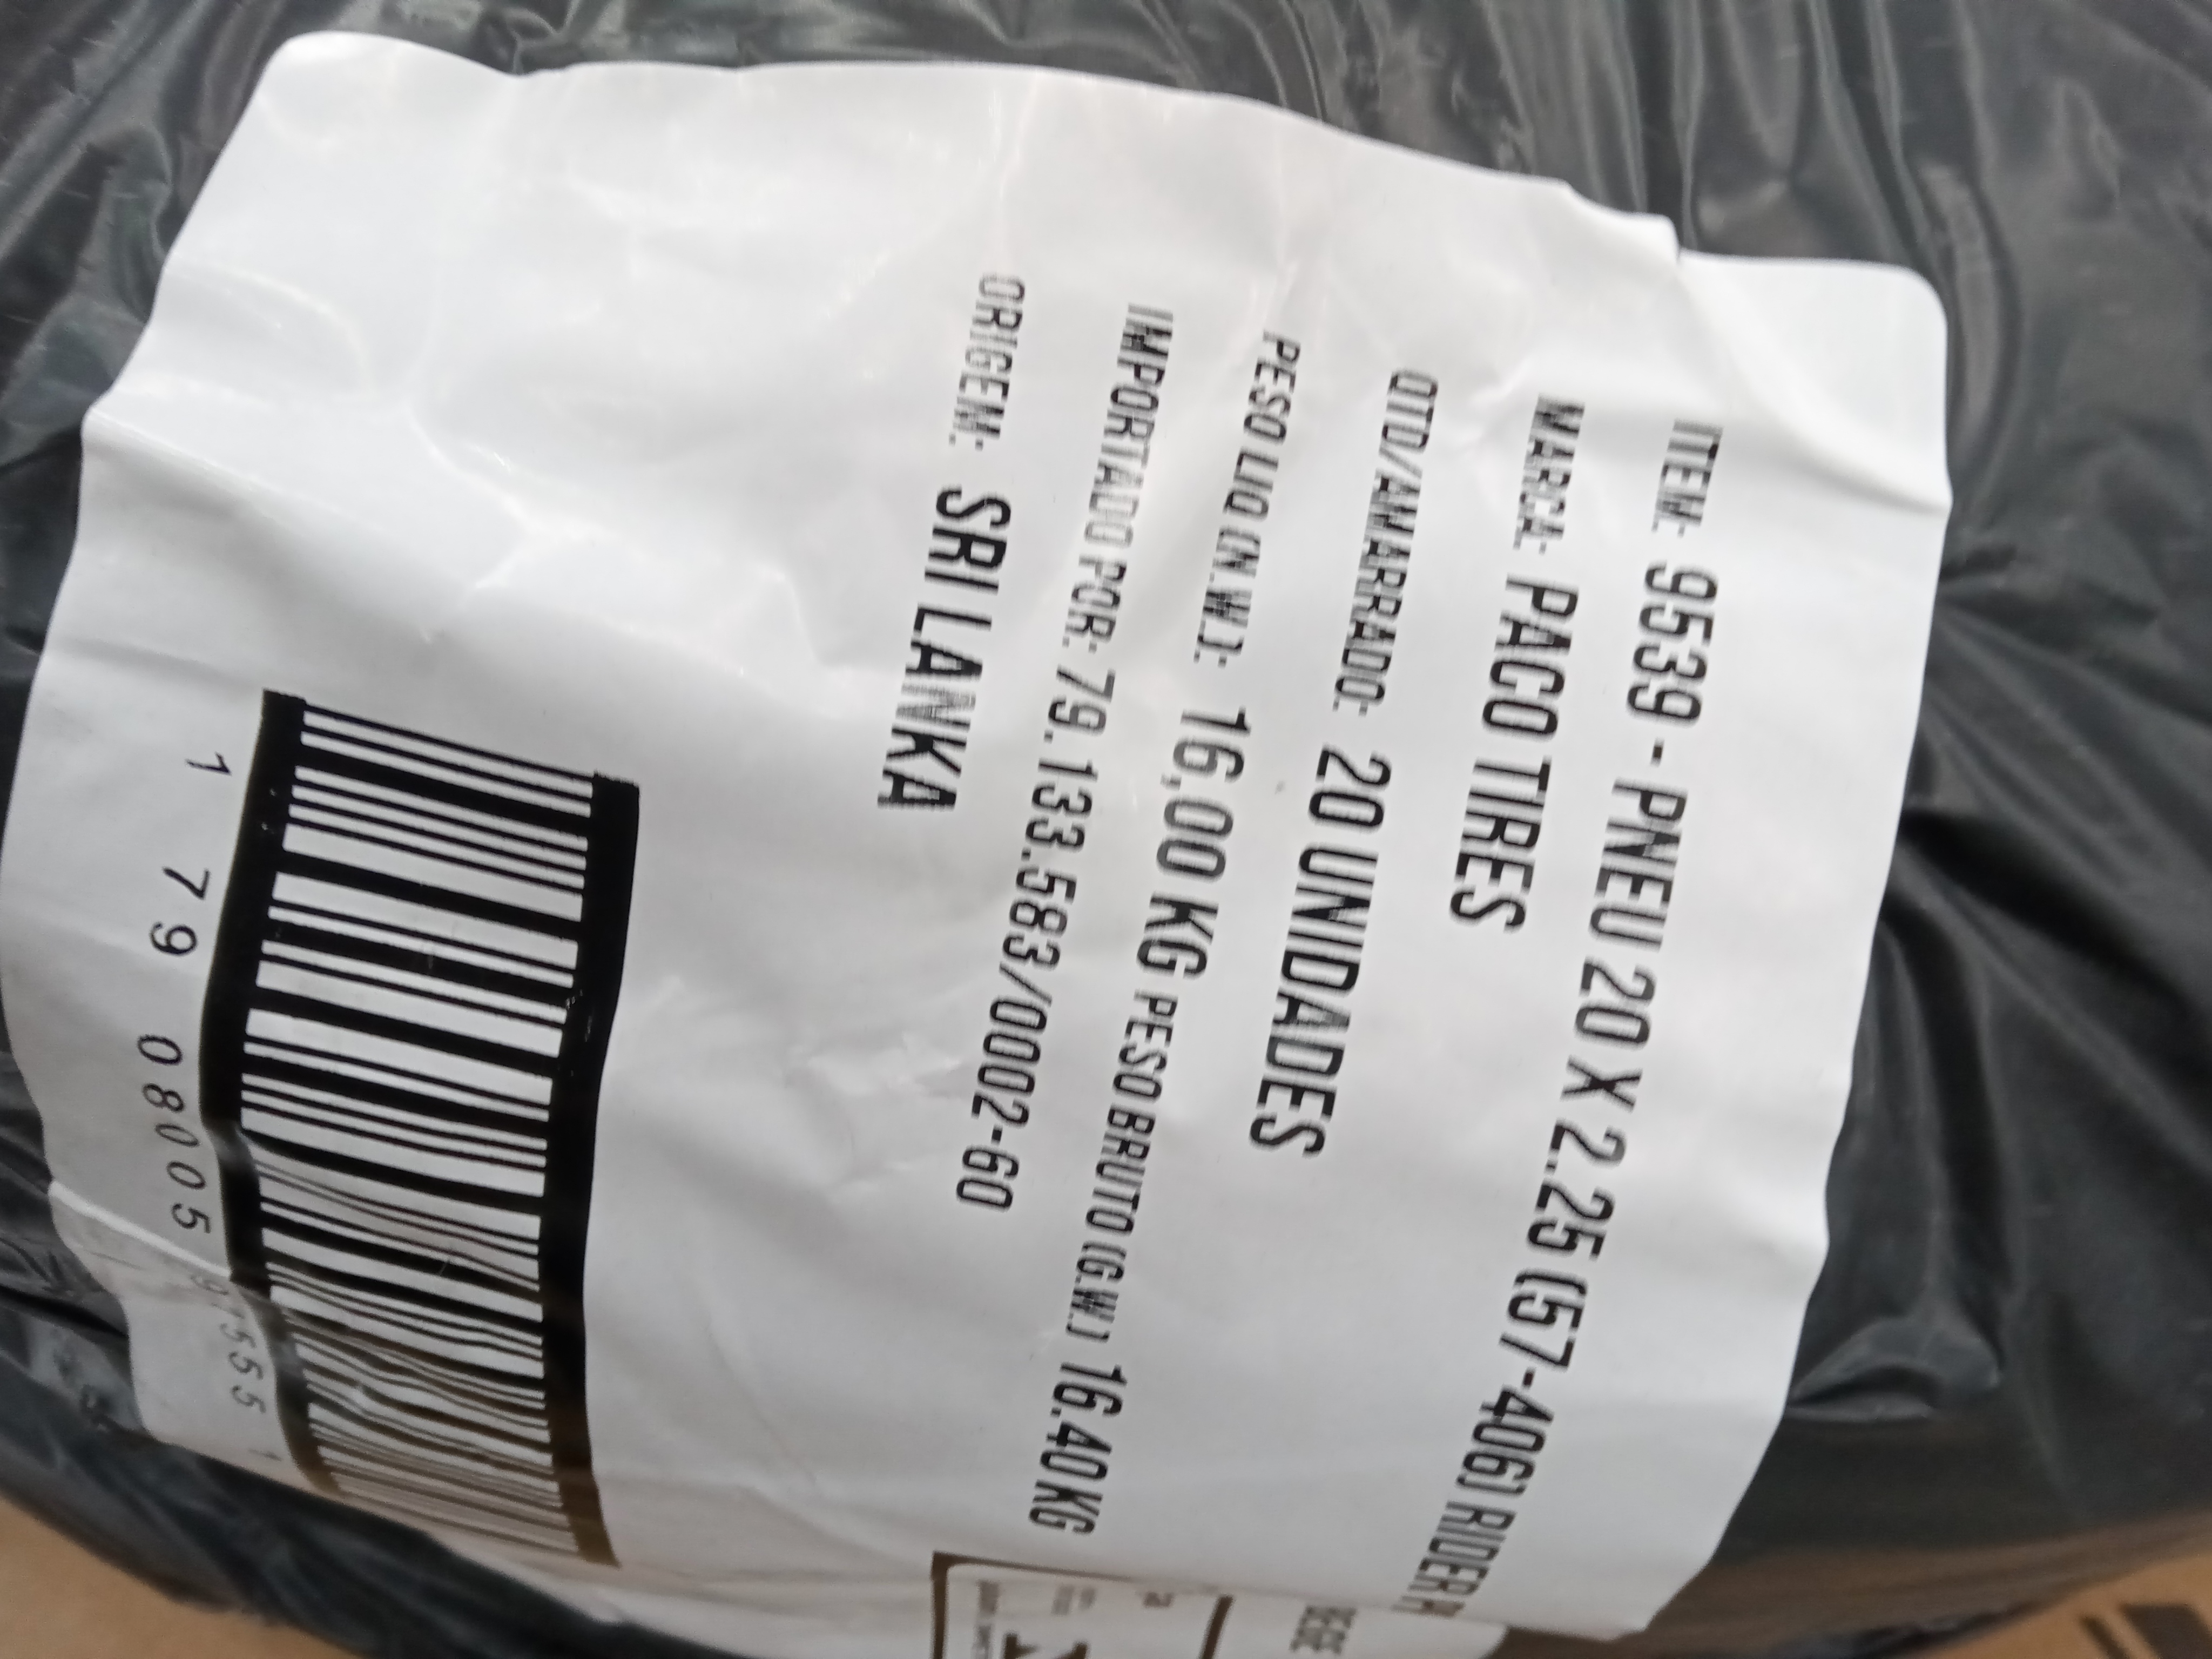 ITEM: 9539 - PNEU 20 X 2.25 (57-406) RIDER
MARCA: PACO TIRES
QTD/AMARRADO: 20 UNIDADES
PESO LIQ (N.W.): 16,00 KG PESO BRUTO (G.W.) 16.40 KG
IMPORTADO POR: 79.133.583/0002-60
ORIGEM: SRI LANKA
1 79 08005